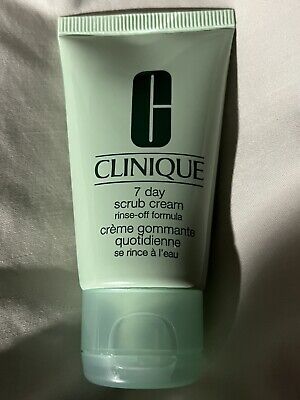 CLINIQUE
7 day
scrub cream
rinse-off formula
crème gommante
quotidienne
se rince à l'eau